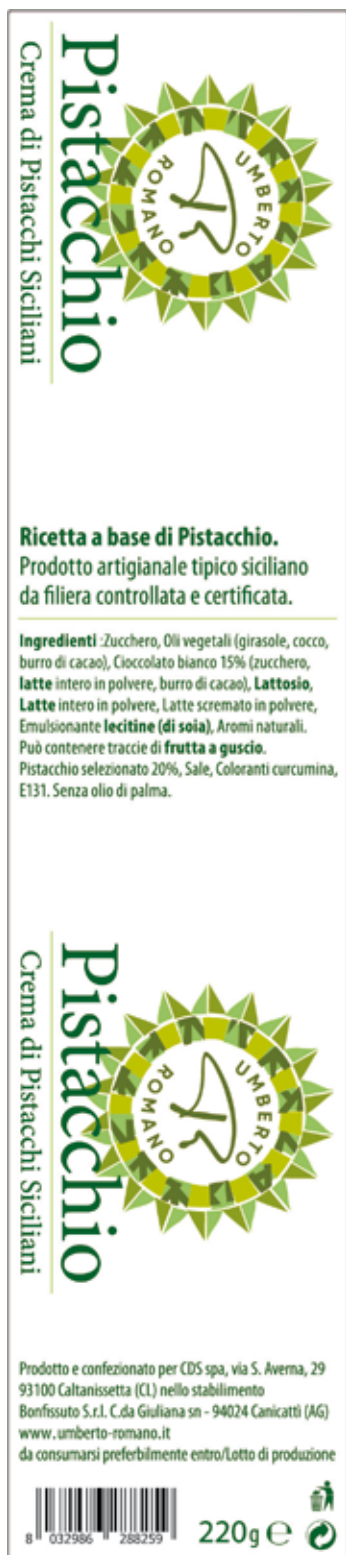 Pistacchio
Crema di Pistacchi Siciliani
UMBERTO
ROMANO
Ricetta a base di Pistacchio.
Prodotto artigianale tipico siciliano
da filiera controllata e certificata.
Ingredienti :Zucchero, Oli vegetali (girasole, cocco,
burro di cacao), Cioccolato bianco 15% (zucchero,
latte intero in polvere, burro di cacao), Lattosio,
Latte intero in polvere, Latte scremato in polvere,
Emulsionante lecitine (di soia), Aromi naturali.
Può contenere traccie di frutta a guscio.
Pistacchio selezionato 20%, Sale, Coloranti curcumina,
E131. Senza olio di palma.
Pistacchio
Crema di Pistacchi Siciliani
UMBERTO
ROMANO
Prodotto e confezionato per CDS spa, via S. Averna, 29
93100 Caltanissetta (CL) nello stabilimento
Bonfissuto S.r.l. C.da Giuliana sn - 94024 Canicattì (AG)
www.umberto-romano.it
da consumarsi preferbilmente entro/Lotto di produzione
8 032986 288259
220g ℮